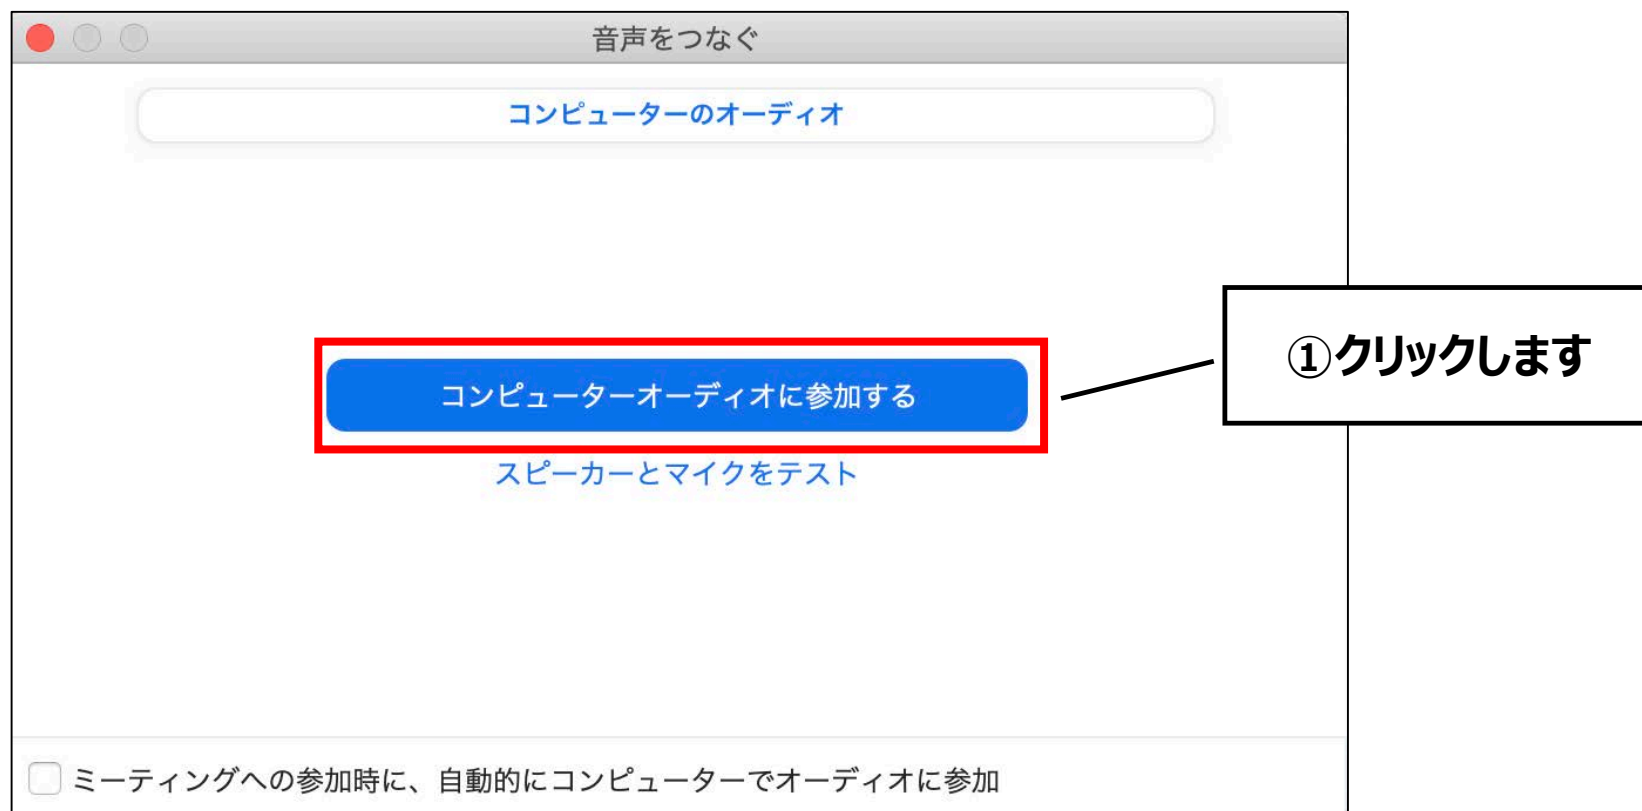 音声をつなぐ
コンピューターのオーディオ
コンピューターオーディオに参加する
①クリックします
スピーカーとマイクをテスト
ミーティングへの参加時に、自動的にコンピューターでオーディオに参加